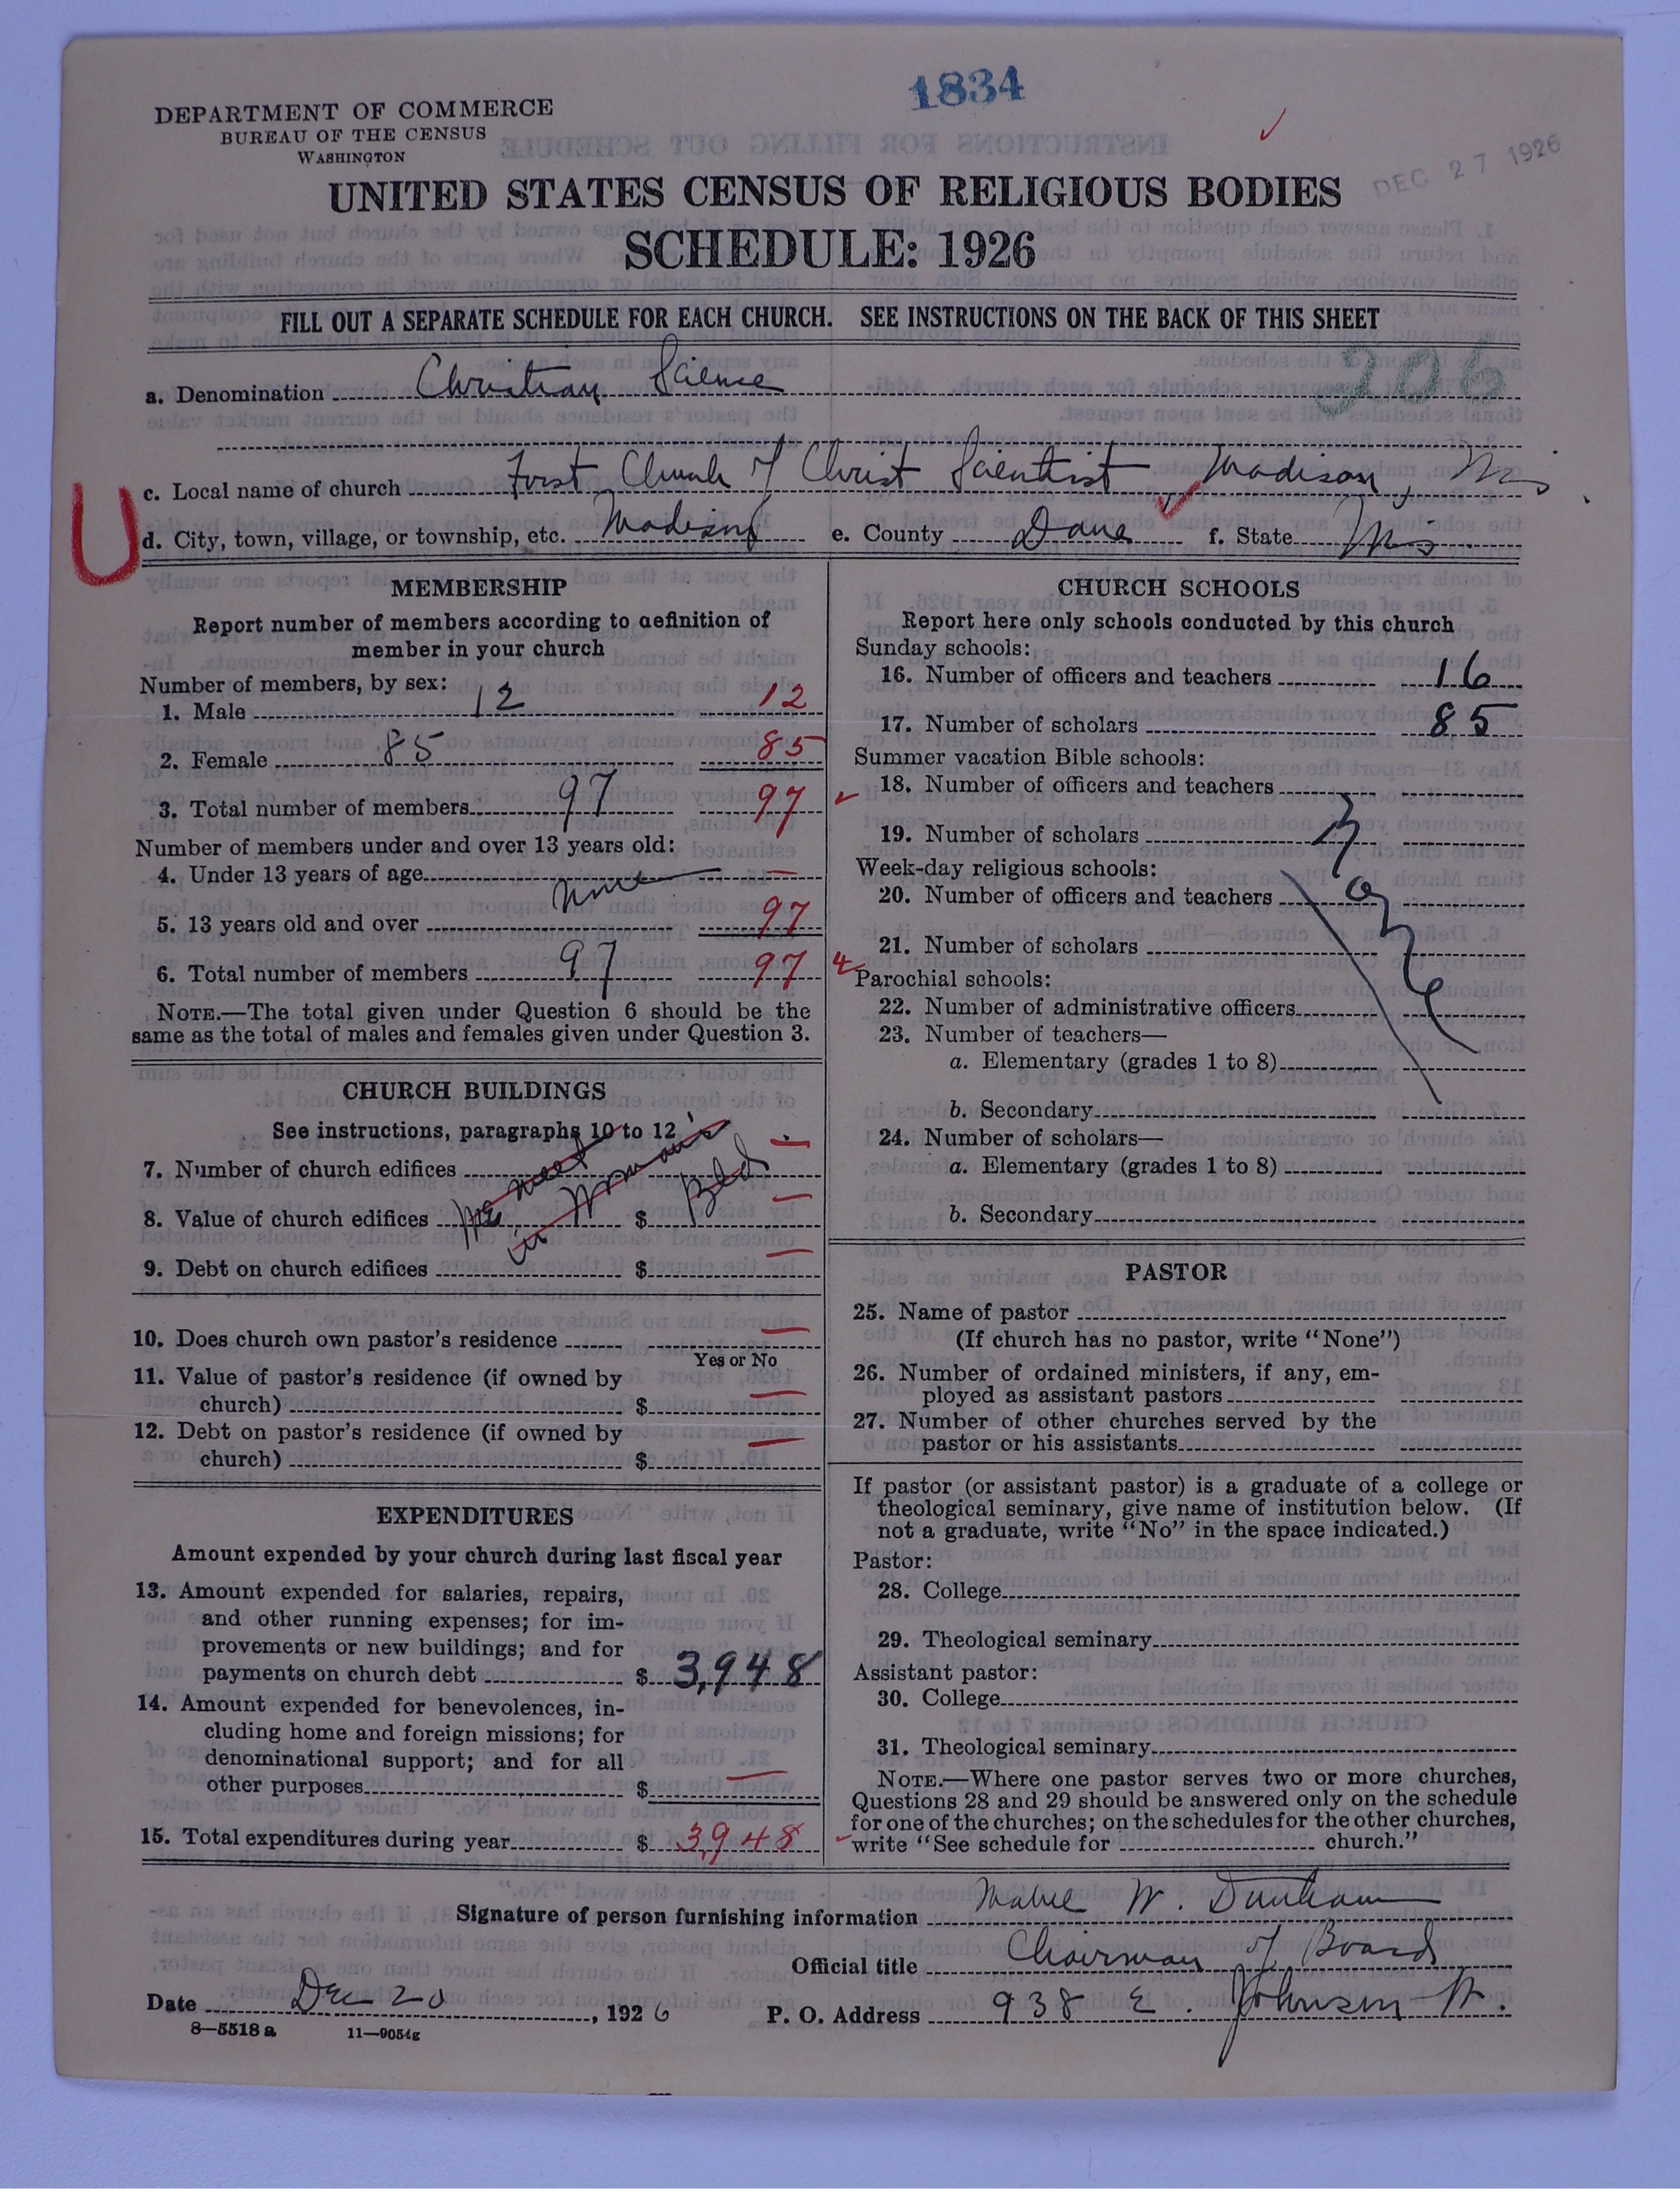 1834
DEPARTMENT OF COMMERCE
BUREAU OF THE CENSUS
WASHINGTON
DEC 27 1926
UNITED STATES CENSUS OF RELIGIOUS BODIES
SCHEDULE: 1926
FILL OUT A SEPARATE SCHEDULE FOR EACH CHURCH. SEE INSTRUCTIONS ON THE BACK OF THIS SHEET
306
a. Denomination Christian Science
c. Local name of church First Church of Christ Scientist, Madison, Wis.
U
d. City, town, village, or township, etc. Madison e. County Dane f. State Wis.
MEMBERSHIP
Report number of members according to definition of
member in your church
Number of members, by sex:
1. Male 12 12
2. Female 85 85
3. Total number of members 97 97
Number of members under and over 13 years old:
4. Under 13 years of age none —
5. 13 years old and over 97
6. Total number of members 97 97
NOTE.—The total given under Question 6 should be the
same as the total of males and females given under Question 3.
CHURCH BUILDINGS
See instructions, paragraphs 10 to 12
7. Number of church edifices —
We meet in Woman's Bld
8. Value of church edifices $ —
9. Debt on church edifices $ —
10. Does church own pastor's residence —
Yes or No
11. Value of pastor's residence (if owned by
church) $ —
12. Debt on pastor's residence (if owned by
church) $ —
EXPENDITURES
Amount expended by your church during last fiscal year
13. Amount expended for salaries, repairs,
and other running expenses; for im-
provements or new buildings; and for
payments on church debt $ 3,948
14. Amount expended for benevolences, in-
cluding home and foreign missions; for
denominational support; and for all
other purposes $ —
15. Total expenditures during year $ 3,948
CHURCH SCHOOLS
Report here only schools conducted by this church
Sunday schools:
16. Number of officers and teachers 16
17. Number of scholars 85
Summer vacation Bible schools:
18. Number of officers and teachers
19. Number of scholars
Week-day religious schools:
None
20. Number of officers and teachers
21. Number of scholars
Parochial schools:
22. Number of administrative officers
23. Number of teachers—
a. Elementary (grades 1 to 8)
b. Secondary
24. Number of scholars—
a. Elementary (grades 1 to 8)
b. Secondary
PASTOR
25. Name of pastor
(If church has no pastor, write "None")
26. Number of ordained ministers, if any, em-
ployed as assistant pastors
27. Number of other churches served by the
pastor or his assistants
If pastor (or assistant pastor) is a graduate of a college or
theological seminary, give name of institution below. (If
not a graduate, write "No" in the space indicated.)
Pastor:
28. College
29. Theological seminary
Assistant pastor:
30. College
31. Theological seminary
NOTE.—Where one pastor serves two or more churches,
Questions 28 and 29 should be answered only on the schedule
for one of the churches; on the schedules for the other churches,
write "See schedule for church."
Signature of person furnishing information Mabel W. Dunham
Official title Chairman of Board
Date Dec 20, 1926 P. O. Address 938 E. Johnson St.
8—5518 a 11—9054g